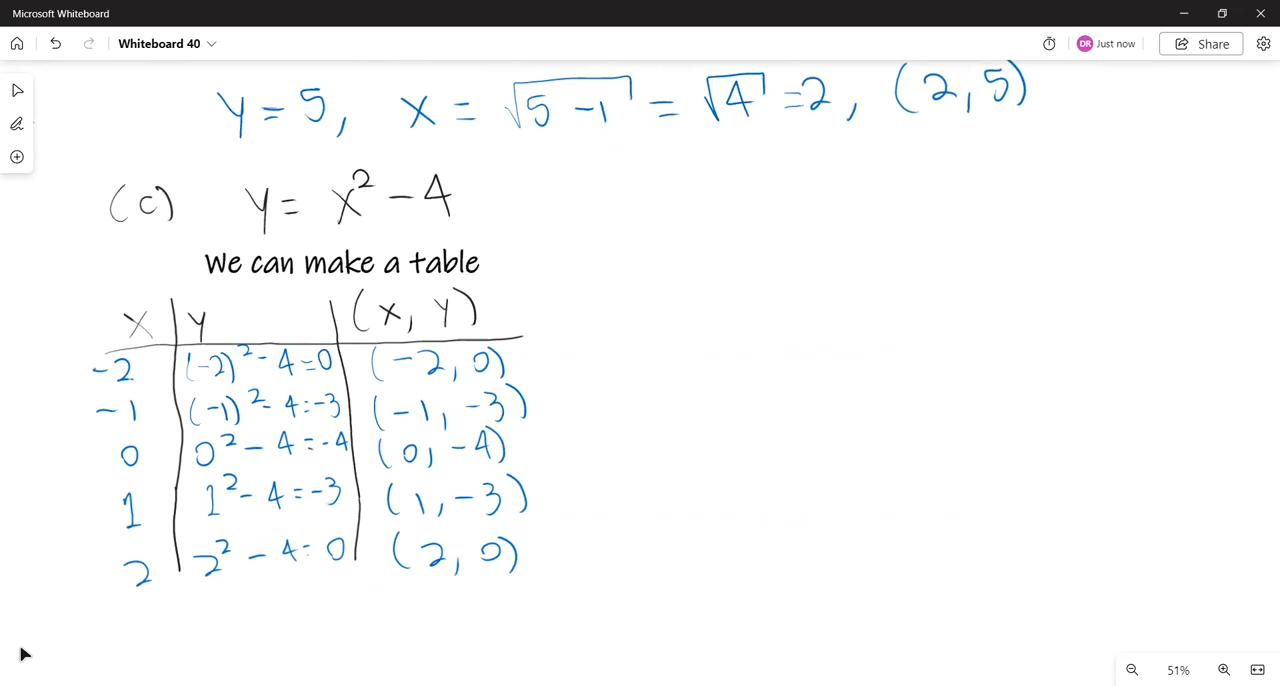 Microsoft Whiteboard
Whiteboard 40
DR Just now Share
y = 5, x = √(5 - 1) = √4 = 2, (2, 5)
(c) y = x² - 4
We can make a table
x | y | (x, y)
-2 | (-2)² - 4 = 0 | (-2, 0)
-1 | (-1)² - 4 = -3 | (-1, -3)
0 | 0² - 4 = -4 | (0, -4)
1 | 1² - 4 = -3 | (1, -3)
2 | 2² - 4 = 0 | (2, 0)
51%